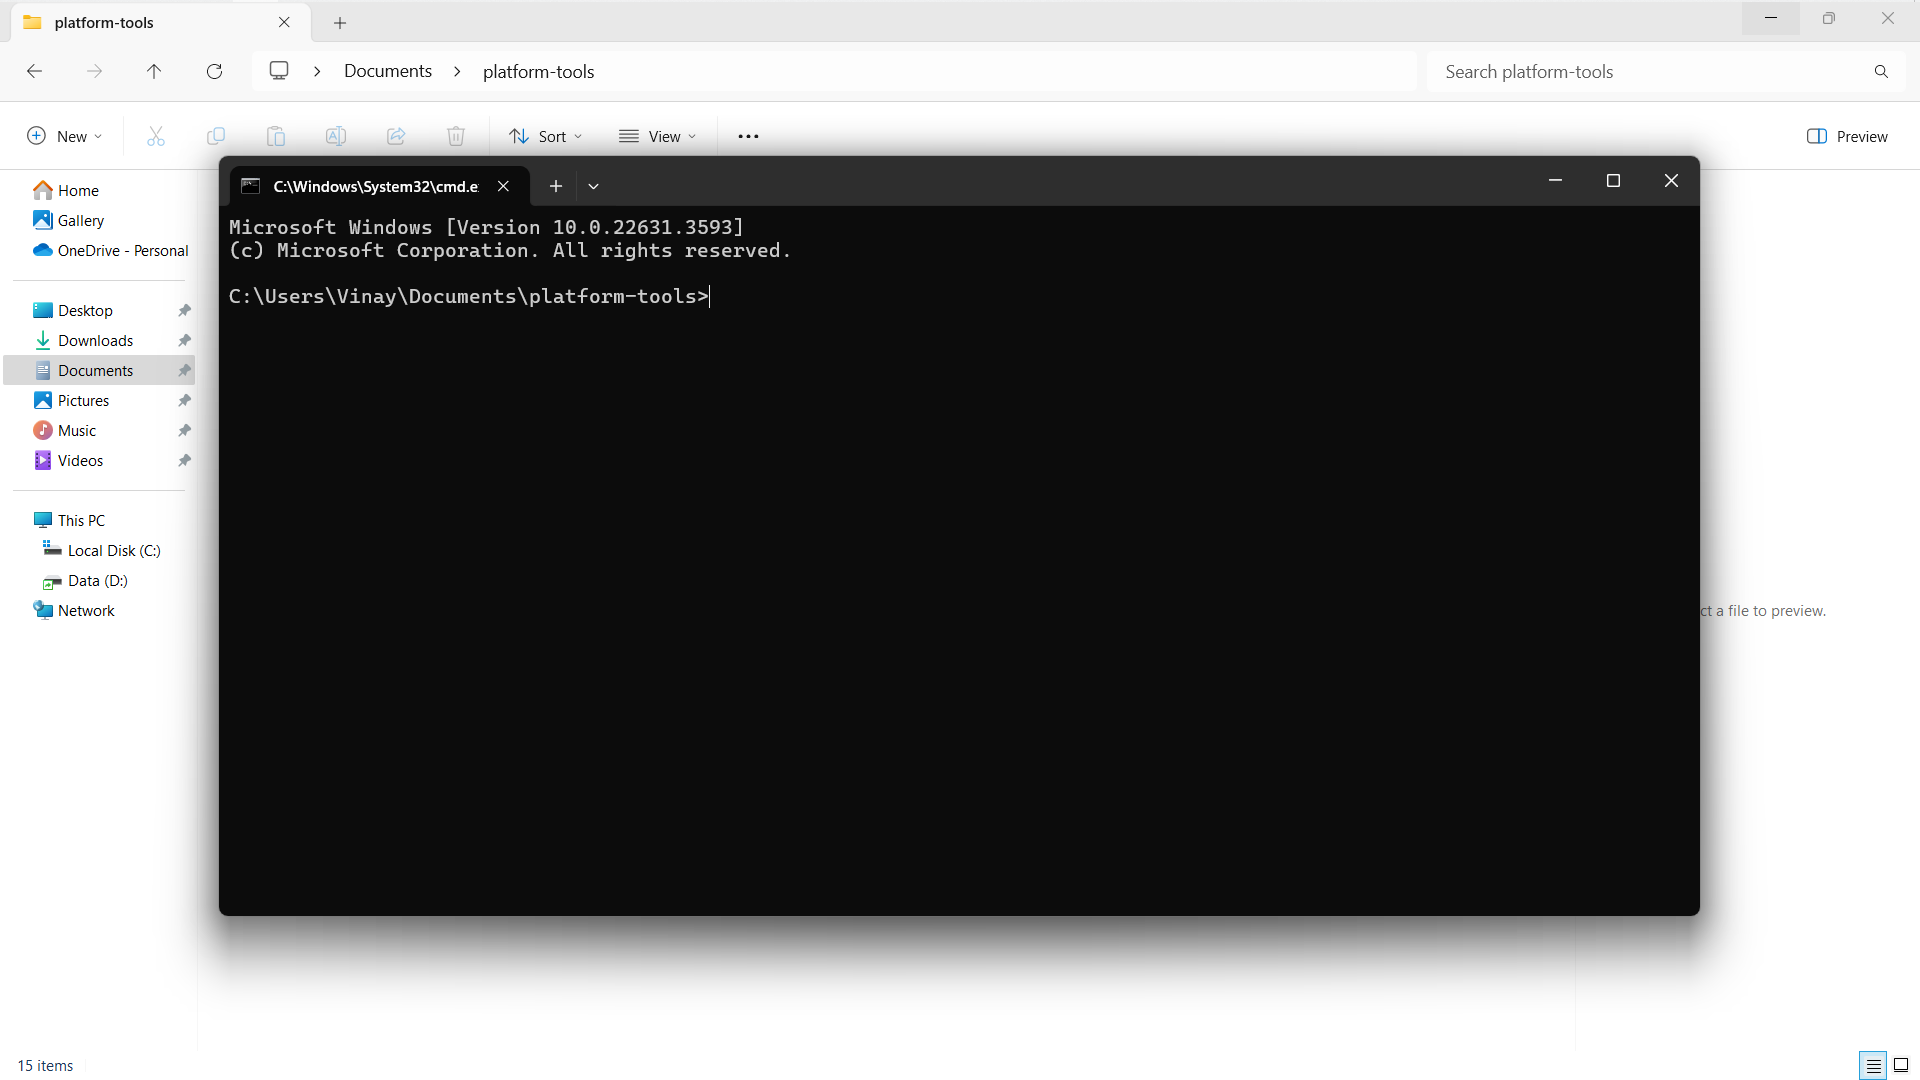 platform-tools
Documents
platform-tools
Search platform-tools
New
Sort
View
Preview
C:\Windows\System32\cmd.e
Microsoft Windows [Version 10.0.22631.3593]
(c) Microsoft Corporation. All rights reserved.
C:\Users\Vinay\Documents\platform-tools>
Home
Gallery
OneDrive - Personal
Desktop
Downloads
Documents
Pictures
Music
Videos
This PC
Local Disk (C:)
Data (D:)
Network
ct a file to preview.
15 items